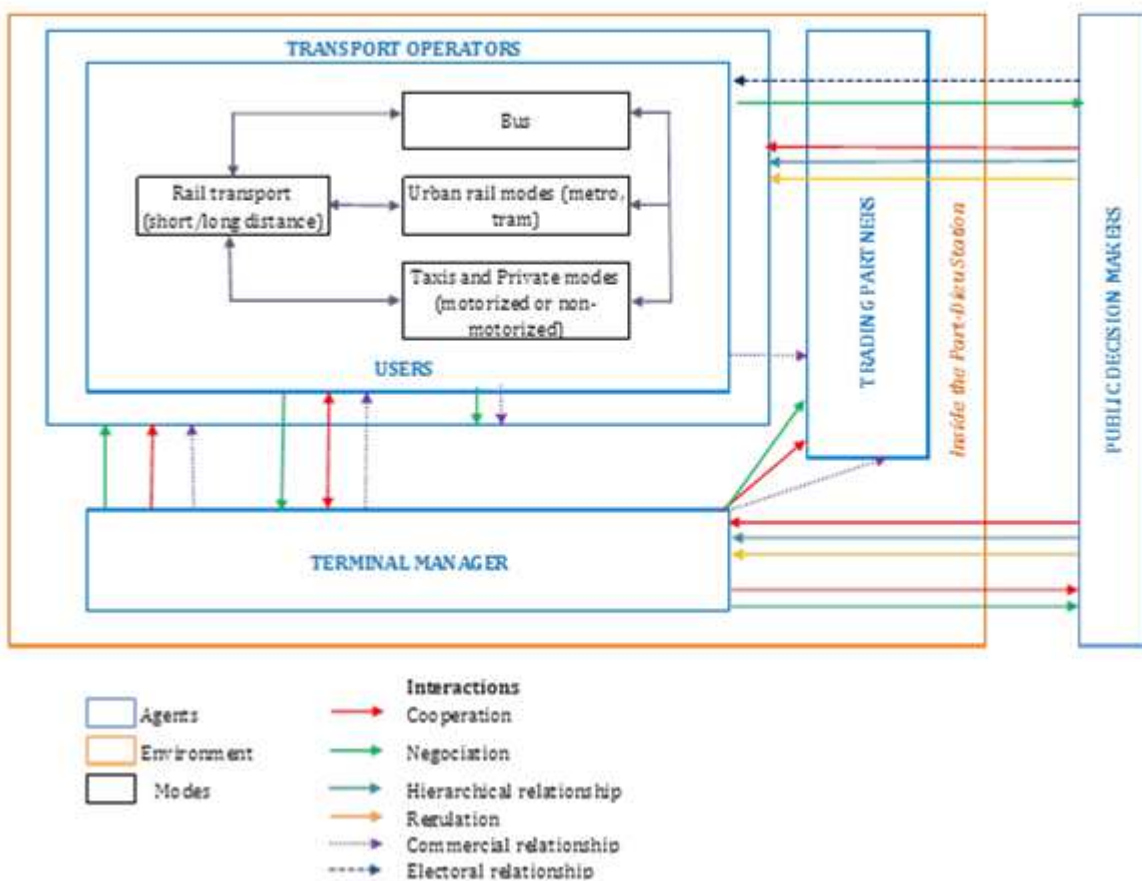 TRANSPORT OPERATORS
Bus
Rail transport
(short/long distance)
Urban rail modes (metro,
tram)
Taxis and Private modes
(motorized or non-
motorized)
USERS
TRADING PARTNERS
Inside the Part-Dieu Station
PUBLIC DECISION MAKERS
TERMINAL MANAGER
Agents
Environment
Modes
Interactions
Cooperation
Negociation
Hierarchical relationship
Regulation
Commercial relationship
Electoral relationship